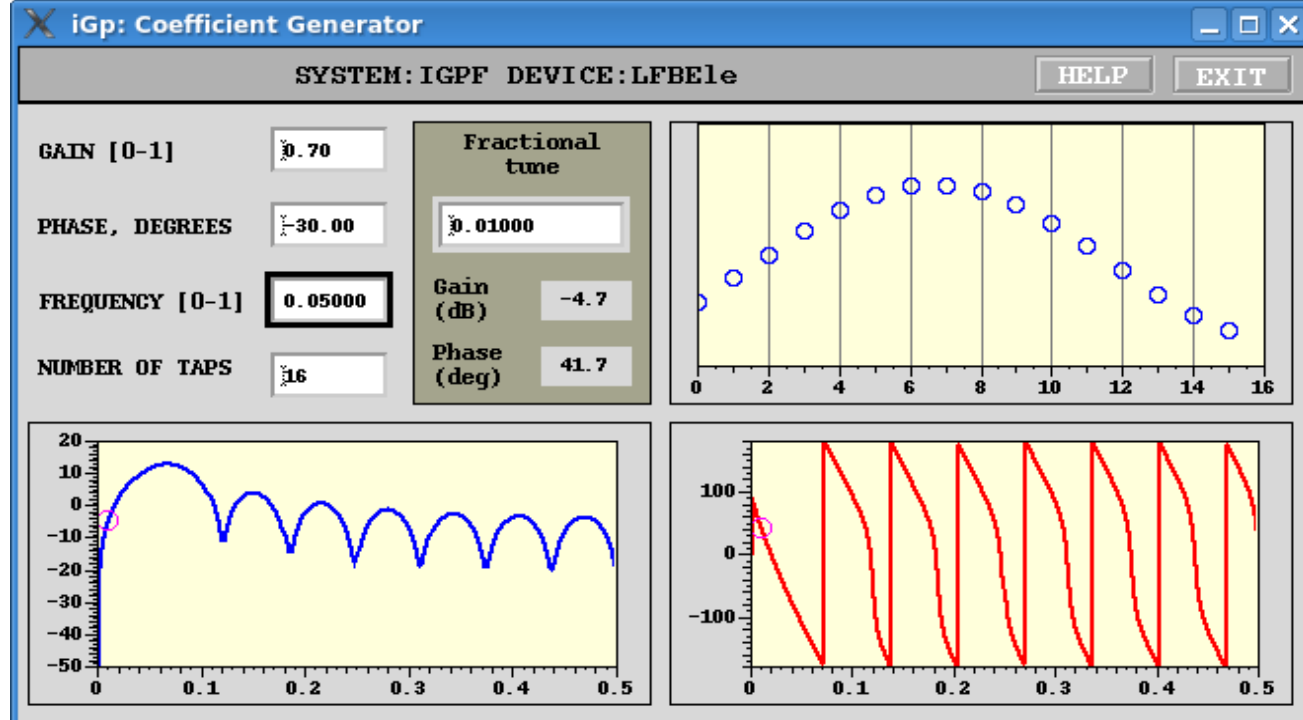 iGp: Coefficient Generator
SYSTEM:IGPF DEVICE:LFBEle
HELP
EXIT
GAIN [0-1]
0.70
PHASE, DEGREES
-30.00
FREQUENCY [0-1]
0.05000
NUMBER OF TAPS
16
Fractional
tune
0.01000
Gain
(dB)
-4.7
Phase
(deg)
41.7
0 2 4 6 8 10 12 14 16
20
10
0
-10
-20
-30
-40
-50
0 0.1 0.2 0.3 0.4 0.5
100
0
-100
0 0.1 0.2 0.3 0.4 0.5